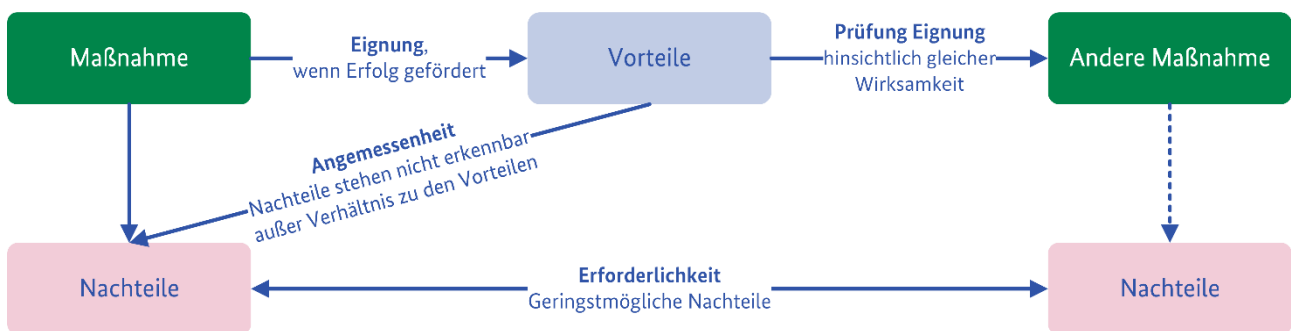 Maßnahme
Eignung,
wenn Erfolg gefördert
Vorteile
Prüfung Eignung
hinsichtlich gleicher
Wirksamkeit
Andere Maßnahme
Angemessenheit
Nachteile stehen nicht erkennbar
außer Verhältnis zu den Vorteilen
Nachteile
Erforderlichkeit
Geringstmögliche Nachteile
Nachteile